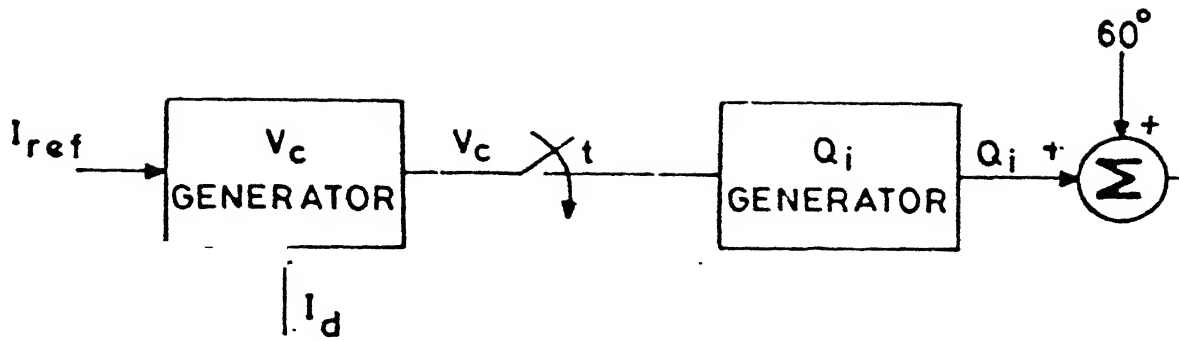 60°
I_ref
V_c
GENERATOR
V_c
t
Q_i
GENERATOR
Q_i
+
+
Σ
I_d